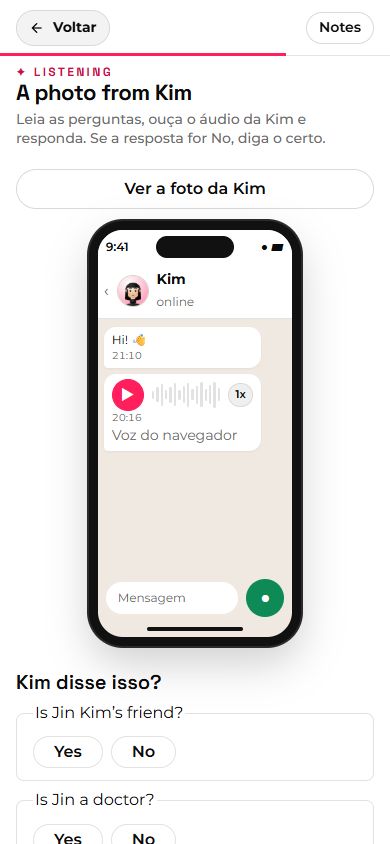 ← Voltar
Notes
✦ LISTENING
A photo from Kim
Leia as perguntas, ouça o áudio da Kim e
responda. Se a resposta for No, diga o certo.
Ver a foto da Kim
9:41
Kim
online
Hi! 👋
21:10
1x
20:16
Voz do navegador
Mensagem
Kim disse isso?
Is Jin Kim's friend?
Yes
No
Is Jin a doctor?
Yes
No